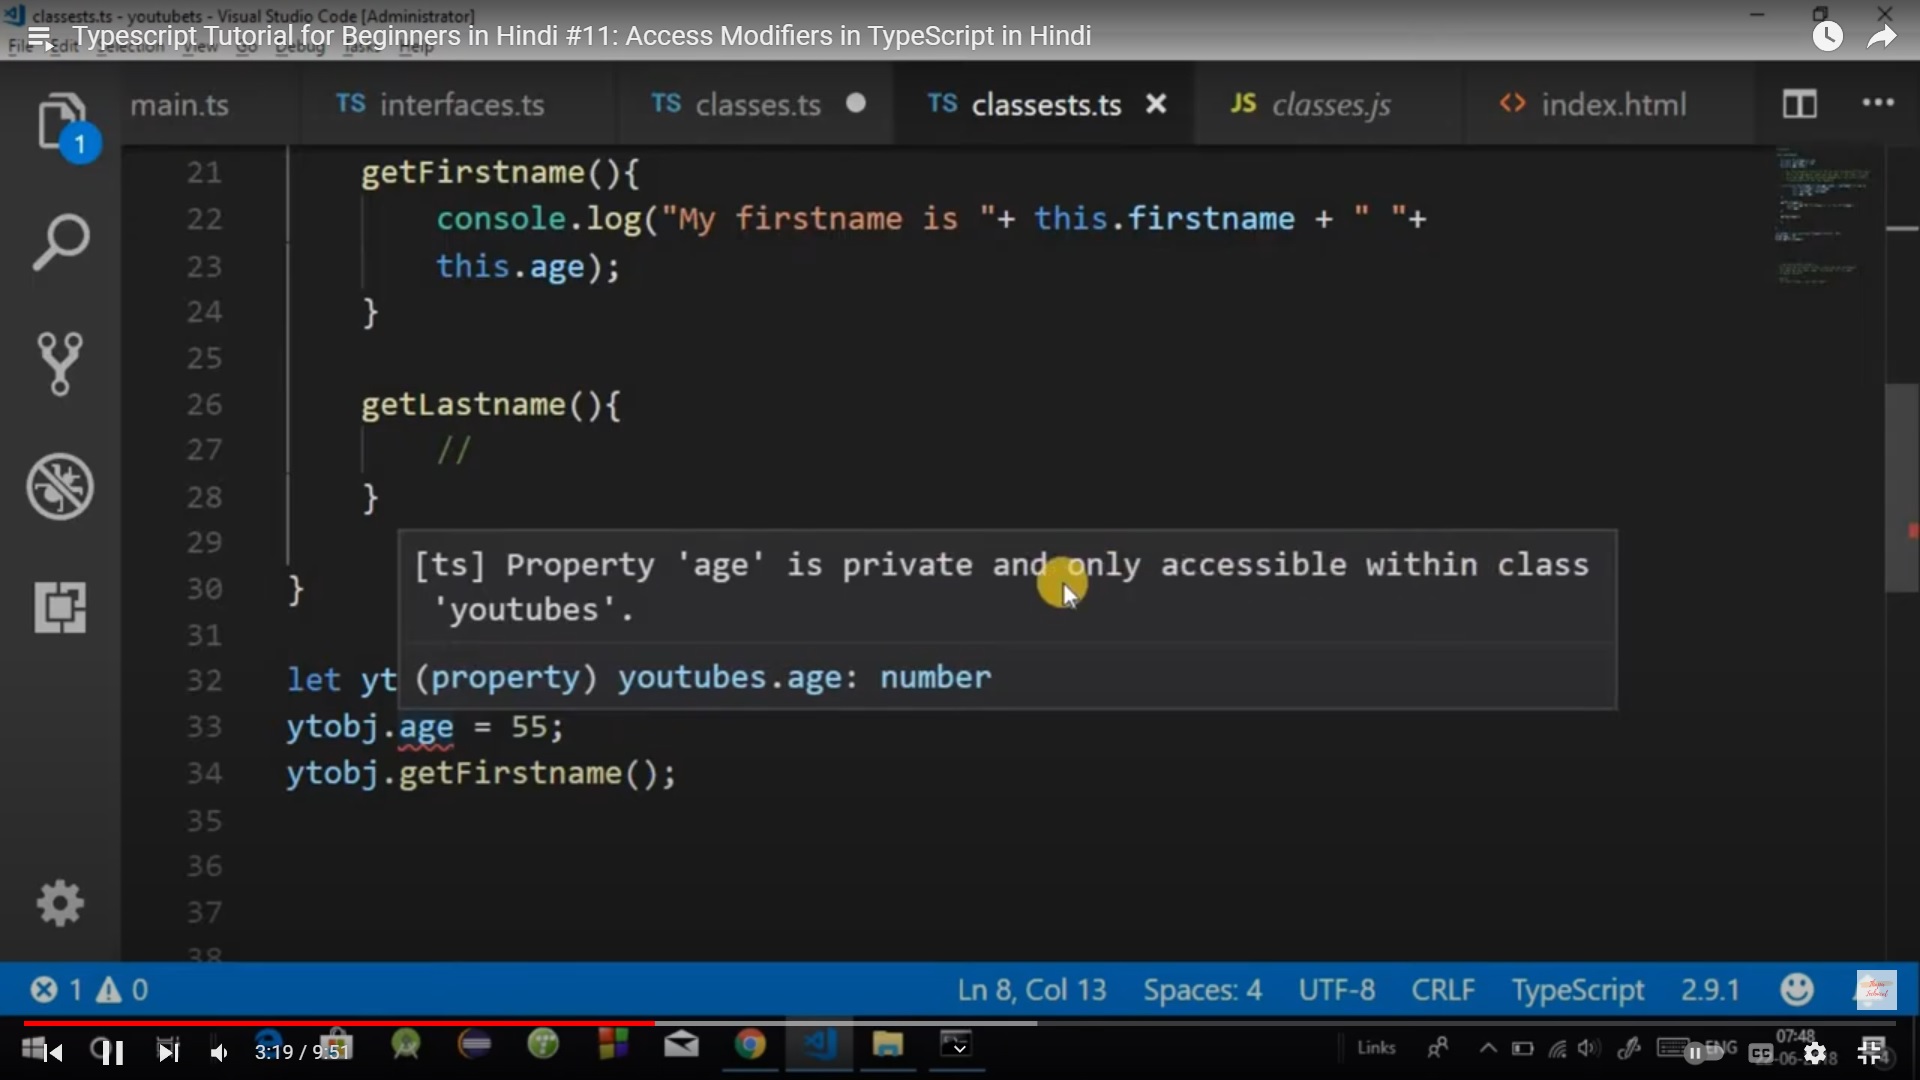 classests.ts - youtubets - Visual Studio Code [Administrator]
Typescript Tutorial for Beginners in Hindi #11: Access Modifiers in TypeScript in Hindi
File Edit Selection View Go Debug Tasks Help
main.ts TS interfaces.ts TS classes.ts TS classests.ts JS classes.js <> index.html
1
21 getFirstname(){
22 console.log("My firstname is "+ this.firstname + " "+
23 this.age);
24 }
25
26 getLastname(){
27 //
28 }
29
[ts] Property 'age' is private and only accessible within class
'youtubes'.
30 }
31
32 let yt
(property) youtubes.age: number
33 ytobj.age = 55;
34 ytobj.getFirstname();
35
36
37
38
1 0 Ln 8, Col 13 Spaces: 4 UTF-8 CRLF TypeScript 2.9.1
3:19 / 9:51 Links ENG CC 07:48